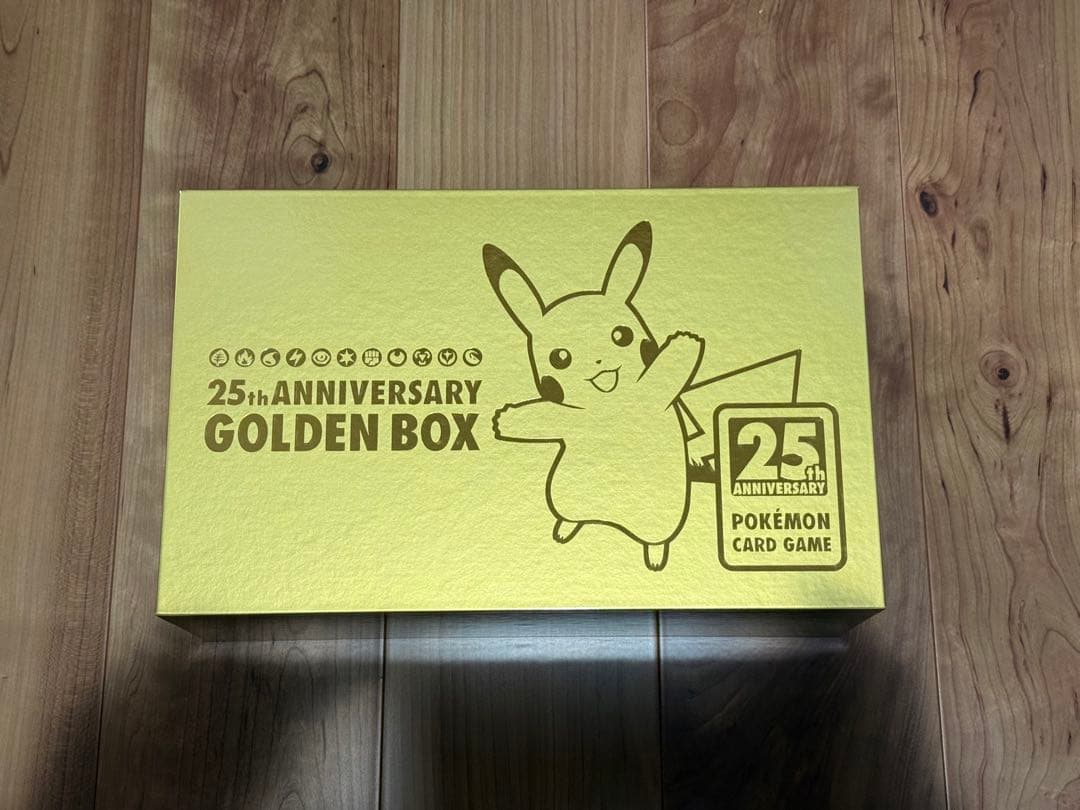 25th ANNIVERSARY
GOLDEN BOX
25th
ANNIVERSARY
POKÉMON
CARD GAME